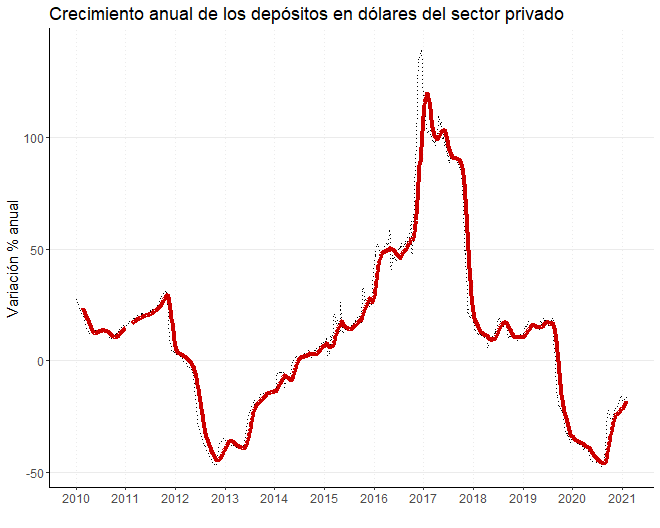 Crecimiento anual de los depósitos en dólares del sector privado
Variación % anual
100
50
0
-50
2010 2011 2012 2013 2014 2015 2016 2017 2018 2019 2020 2021